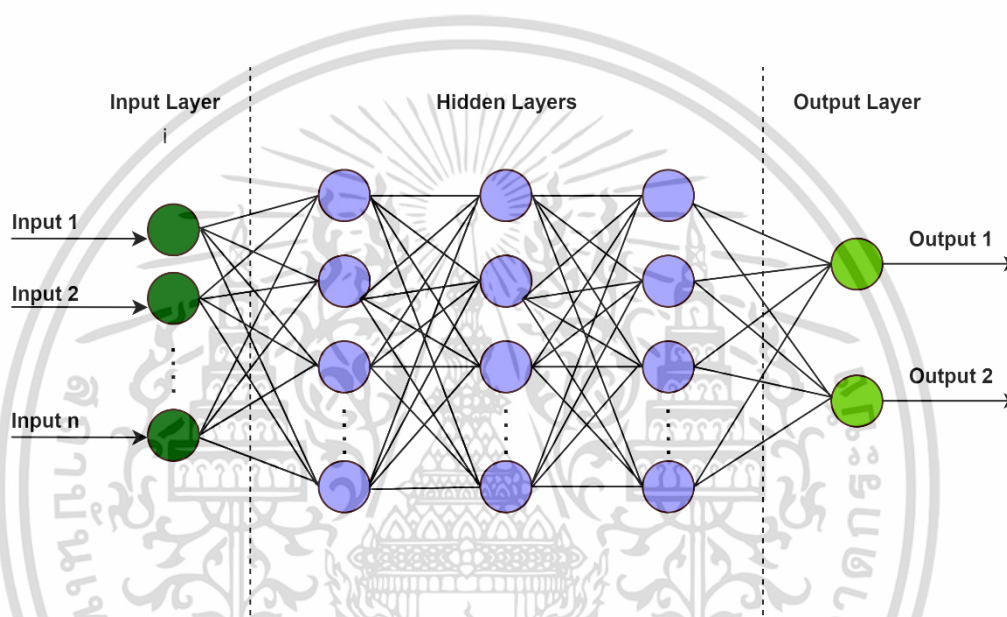 Input Layer
i
Hidden Layers
Output Layer
Input 1
Input 2
Input n
Output 1
Output 2